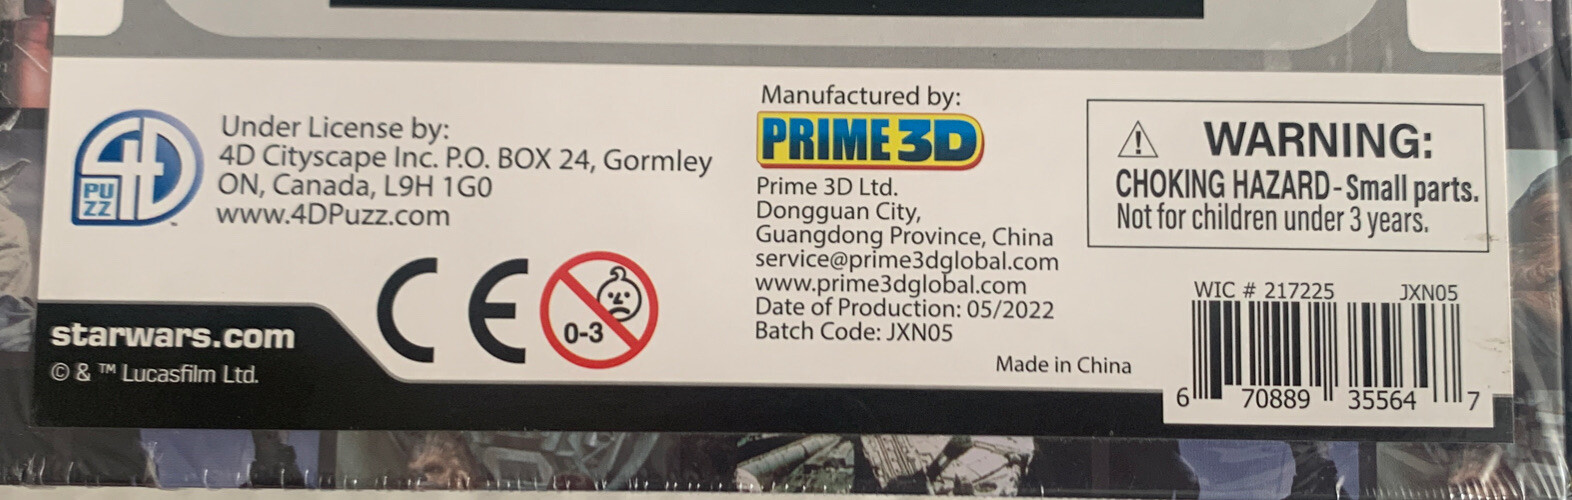 PUZZ
4D
™
Under License by:
4D Cityscape Inc. P.O. BOX 24, Gormley
ON, Canada, L9H 1G0
www.4DPuzz.com
CE
0-3
starwars.com
© & ™ Lucasfilm Ltd.
Manufactured by:
PRIME 3D
Prime 3D Ltd.
Dongguan City,
Guangdong Province, China
service@prime3dglobal.com
www.prime3dglobal.com
Date of Production: 05/2022
Batch Code: JXN05
Made in China
WARNING:
CHOKING HAZARD - Small parts.
Not for children under 3 years.
WIC # 217225 JXN05
6 70889 35564 7